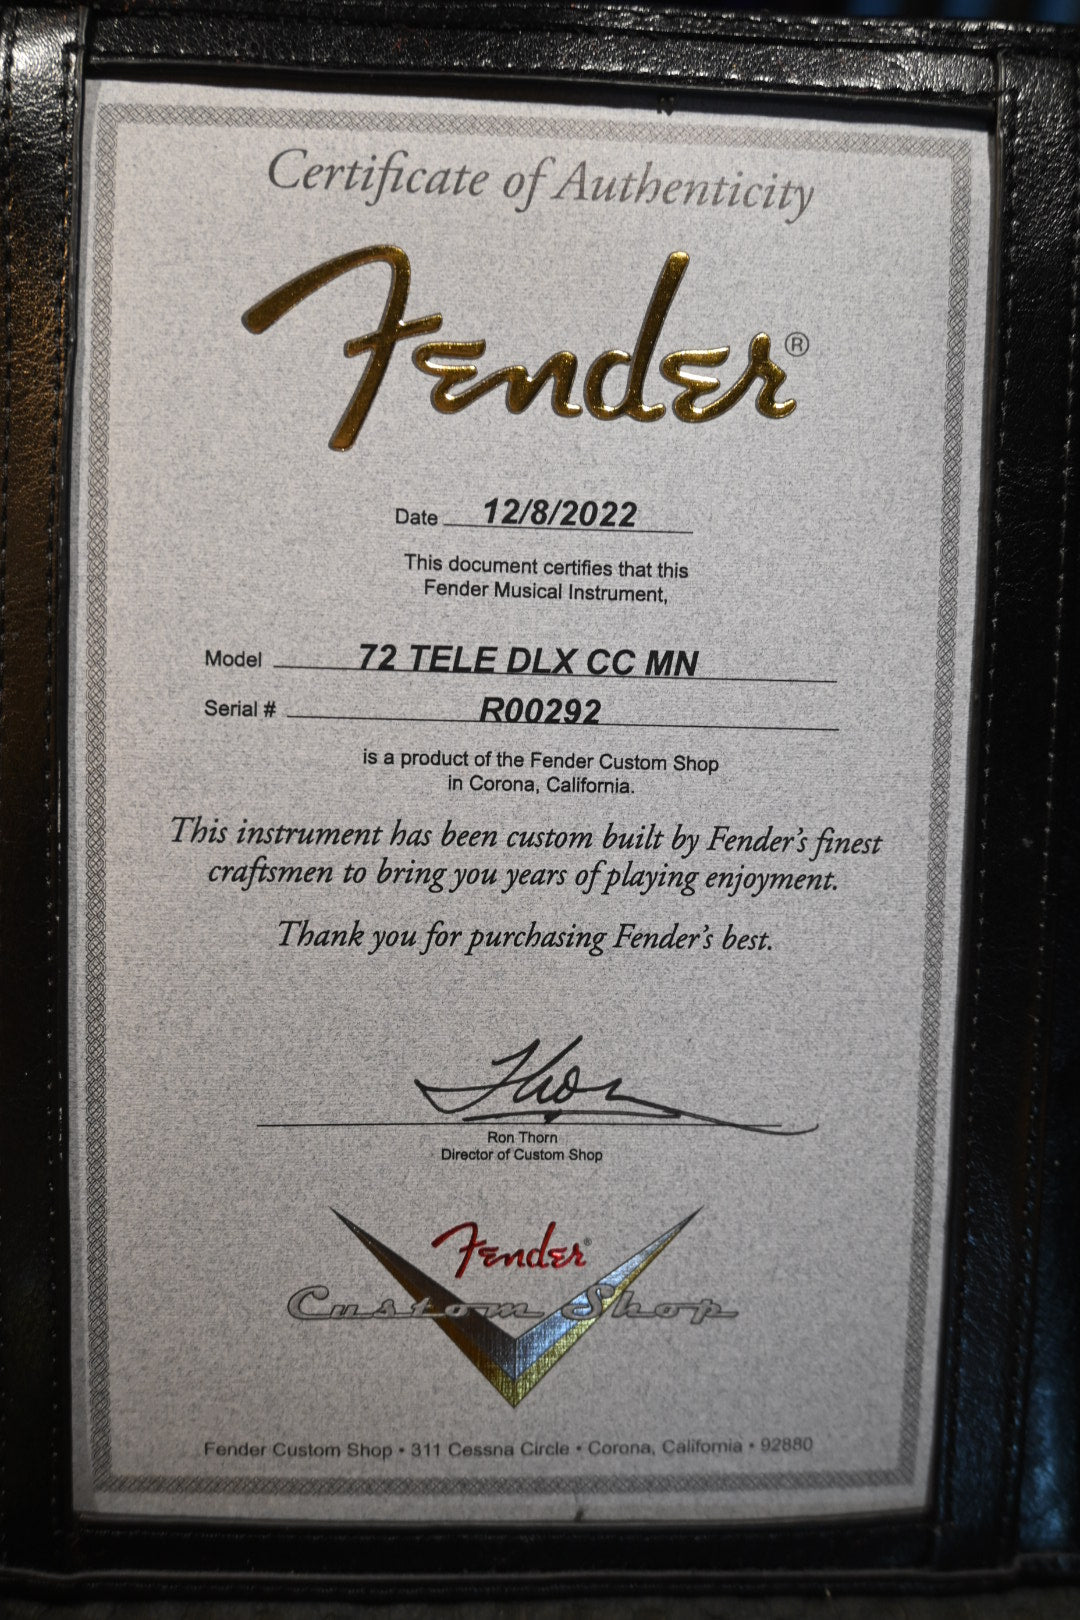 Certificate of Authenticity
Fender®
Date 12/8/2022
This document certifies that this
Fender Musical Instrument,
Model 72 TELE DLX CC MN
Serial # R00292
is a product of the Fender Custom Shop
in Corona, California.
This instrument has been custom built by Fender's finest
craftsmen to bring you years of playing enjoyment.
Thank you for purchasing Fender's best.
Thorn
Ron Thorn
Director of Custom Shop
Fender®
Custom Shop
Fender Custom Shop • 311 Cessna Circle • Corona, California • 92880